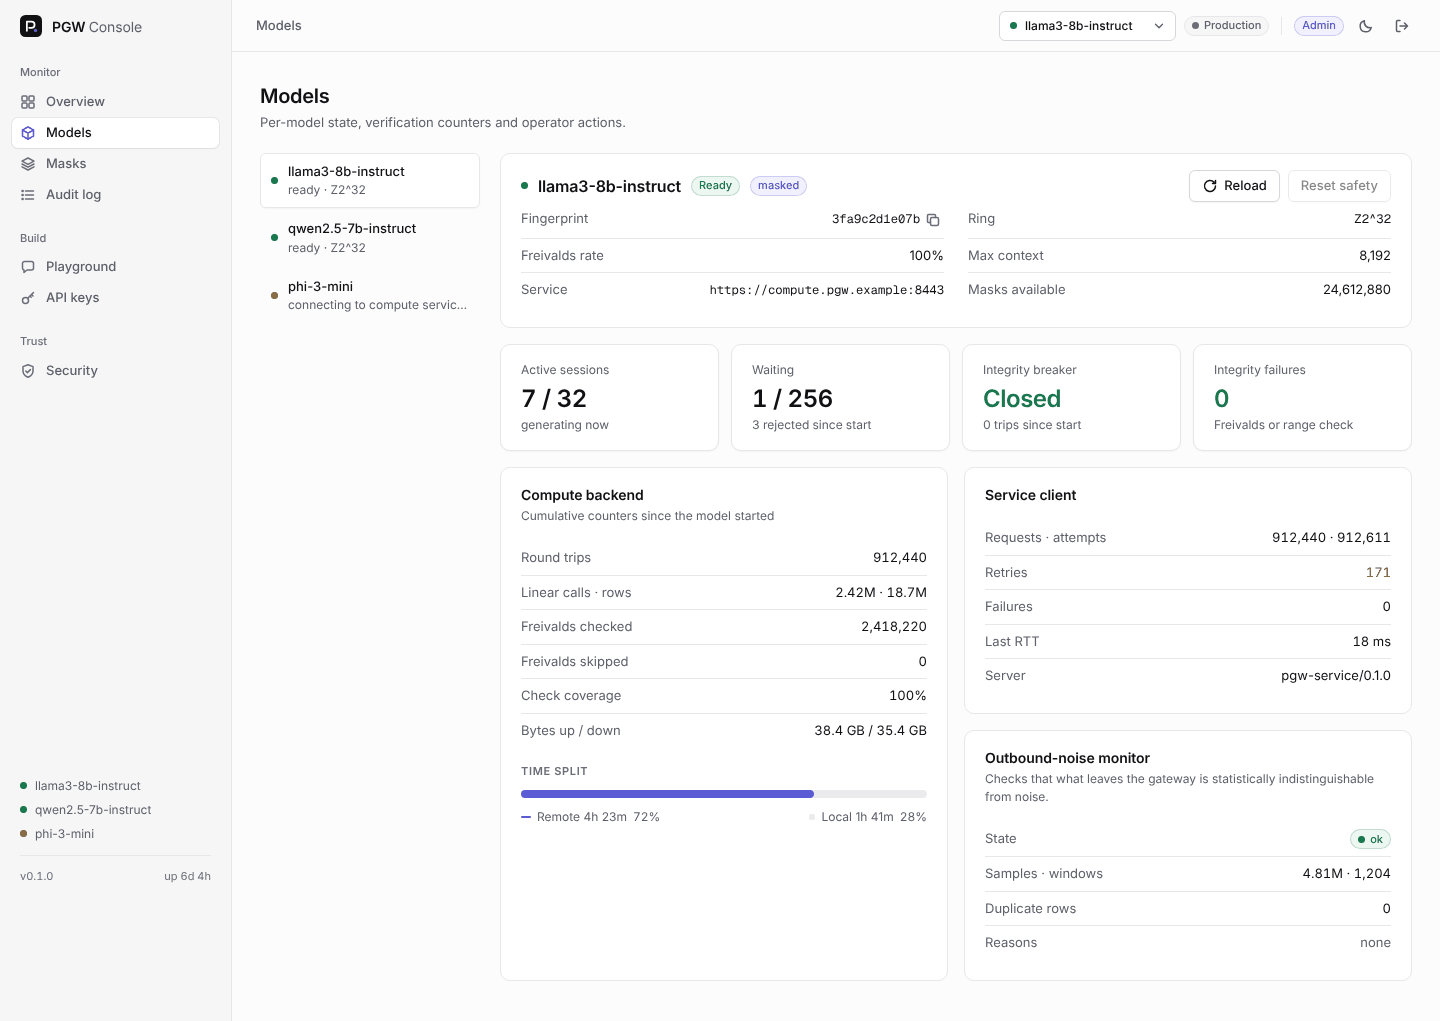 PGW Console
Monitor
Overview
Models
Masks
Audit log
Build
Playground
API keys
Trust
Security
llama3-8b-instruct
qwen2.5-7b-instruct
phi-3-mini
v0.1.0 up 6d 4h
Models
llama3-8b-instruct
Production
Admin
Models
Per-model state, verification counters and operator actions.
llama3-8b-instruct
ready · Z2^32
qwen2.5-7b-instruct
ready · Z2^32
phi-3-mini
connecting to compute servic...
llama3-8b-instruct Ready masked
Reload
Reset safety
Fingerprint 3fa9c2d1e07b
Ring Z2^32
Freivalds rate 100%
Max context 8,192
Service https://compute.pgw.example:8443
Masks available 24,612,880
Active sessions
7 / 32
generating now
Waiting
1 / 256
3 rejected since start
Integrity breaker
Closed
0 trips since start
Integrity failures
0
Freivalds or range check
Compute backend
Cumulative counters since the model started
Round trips 912,440
Linear calls · rows 2.42M · 18.7M
Freivalds checked 2,418,220
Freivalds skipped 0
Check coverage 100%
Bytes up / down 38.4 GB / 35.4 GB
TIME SPLIT
Remote 4h 23m 72%
Local 1h 41m 28%
Service client
Requests · attempts 912,440 · 912,611
Retries 171
Failures 0
Last RTT 18 ms
Server pgw-service/0.1.0
Outbound-noise monitor
Checks that what leaves the gateway is statistically indistinguishable
from noise.
State ok
Samples · windows 4.81M · 1,204
Duplicate rows 0
Reasons none